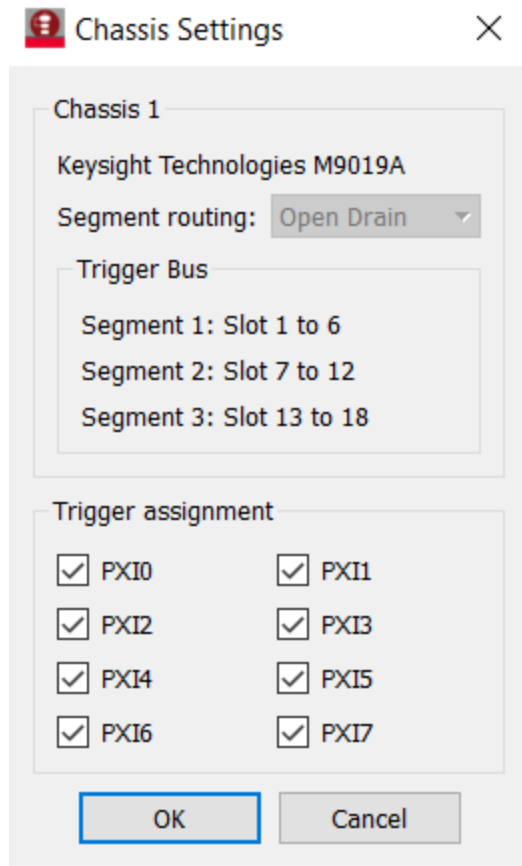 Chassis Settings
Chassis 1
Keysight Technologies M9019A
Segment routing: Open Drain
Trigger Bus
Segment 1: Slot 1 to 6
Segment 2: Slot 7 to 12
Segment 3: Slot 13 to 18
Trigger assignment
PXI0 PXI1
PXI2 PXI3
PXI4 PXI5
PXI6 PXI7
OK Cancel